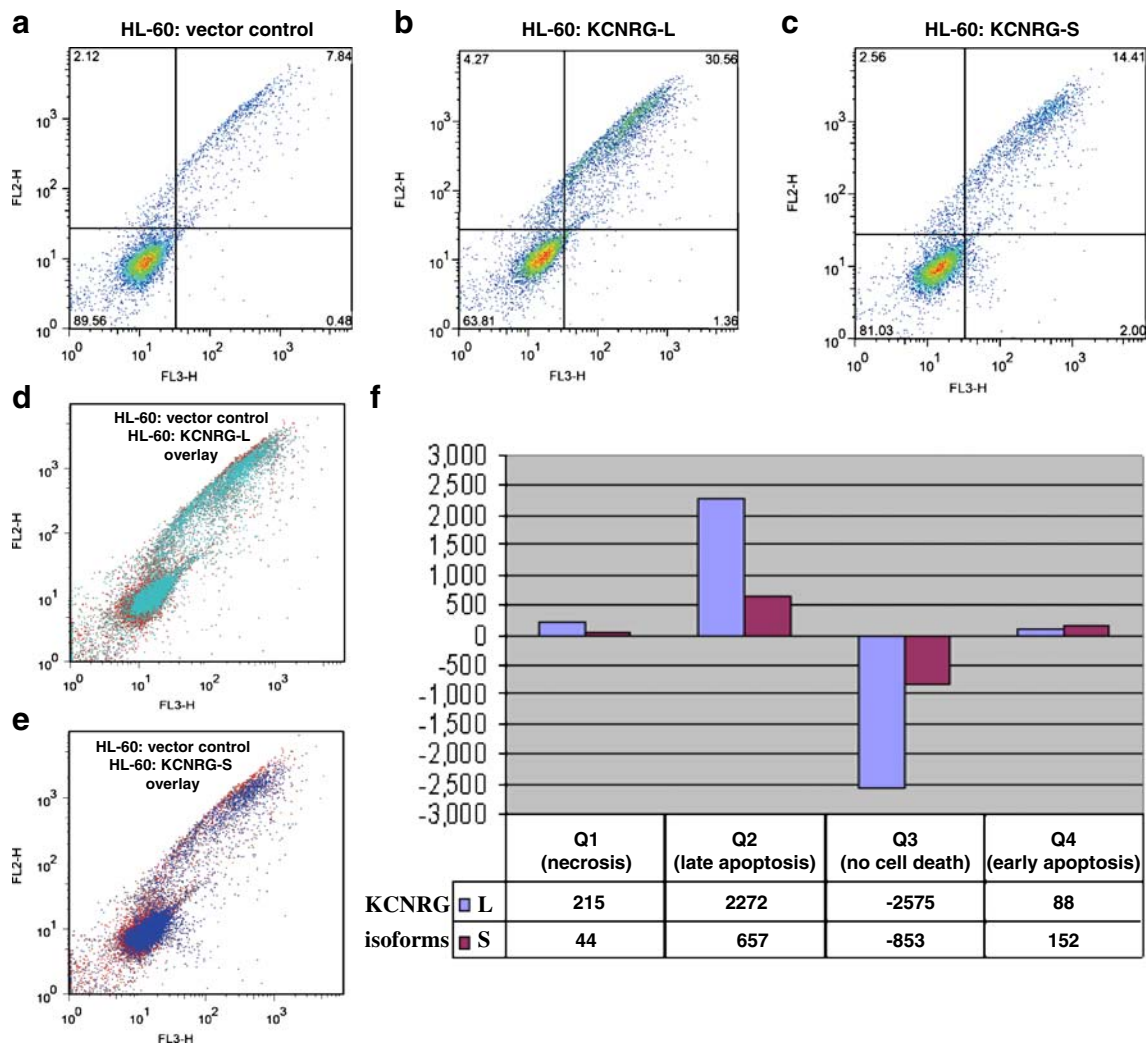 a
HL-60: vector control
2.12
7.84
89.56
0.48
10³
10²
10¹
10⁰
FL2-H
10⁰ 10¹ 10² 10³
FL3-H
b
HL-60: KCNRG-L
4.27
30.56
63.81
1.36
10³
10²
10¹
10⁰
FL2-H
10⁰ 10¹ 10² 10³
FL3-H
c
HL-60: KCNRG-S
2.56
14.41
81.03
2.00
10³
10²
10¹
10⁰
FL2-H
10⁰ 10¹ 10² 10³
FL3-H
d
HL-60: vector control
HL-60: KCNRG-L
overlay
10³
10²
10¹
10⁰
FL2-H
10⁰ 10¹ 10² 10³
FL3-H
e
HL-60: vector control
HL-60: KCNRG-S
overlay
10³
10²
10¹
10⁰
FL2-H
10⁰ 10¹ 10² 10³
FL3-H
f
3,000
2,500
2,000
1,500
1,000
500
0
-500
-1,000
-1,500
-2,000
-2,500
-3,000
Q1 Q2 Q3 Q4
(necrosis) (late apoptosis) (no cell death) (early apoptosis)
KCNRG L 215 2272 -2575 88
isoforms S 44 657 -853 152